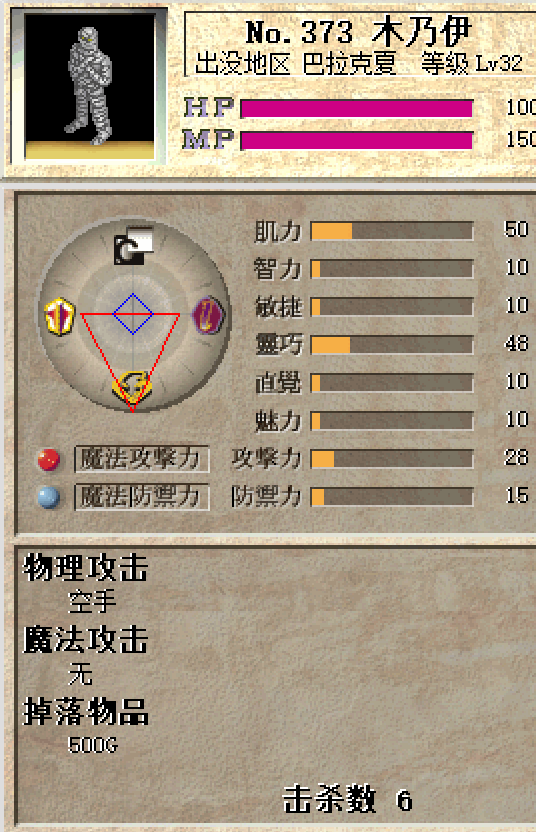 No. 373 木乃伊
出没地区 巴拉克夏 等级 Lv32
HP 100
MP 150
肌力 50
智力 10
敏捷 10
靈巧 48
直覺 10
魅力 10
魔法攻撃力 攻撃力 28
魔法防禦力 防禦力 15
物理攻击
空手
魔法攻击
无
掉落物品
500G
击杀数 6